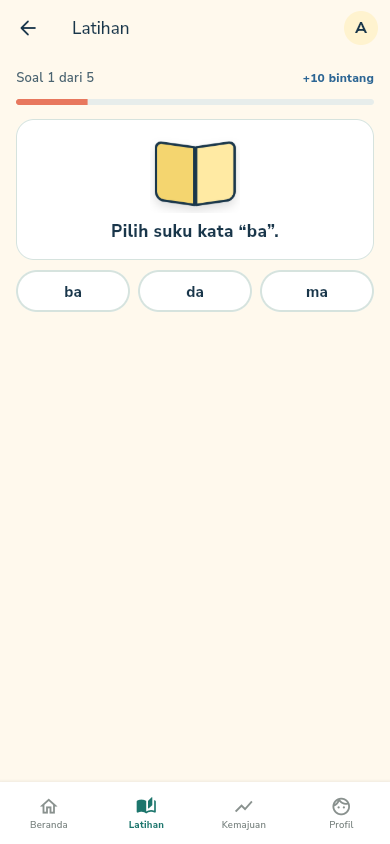 Latihan
A
Soal 1 dari 5
+10 bintang
Pilih suku kata “ba”.
ba
da
ma
Beranda
Latihan
Kemajuan
Profil